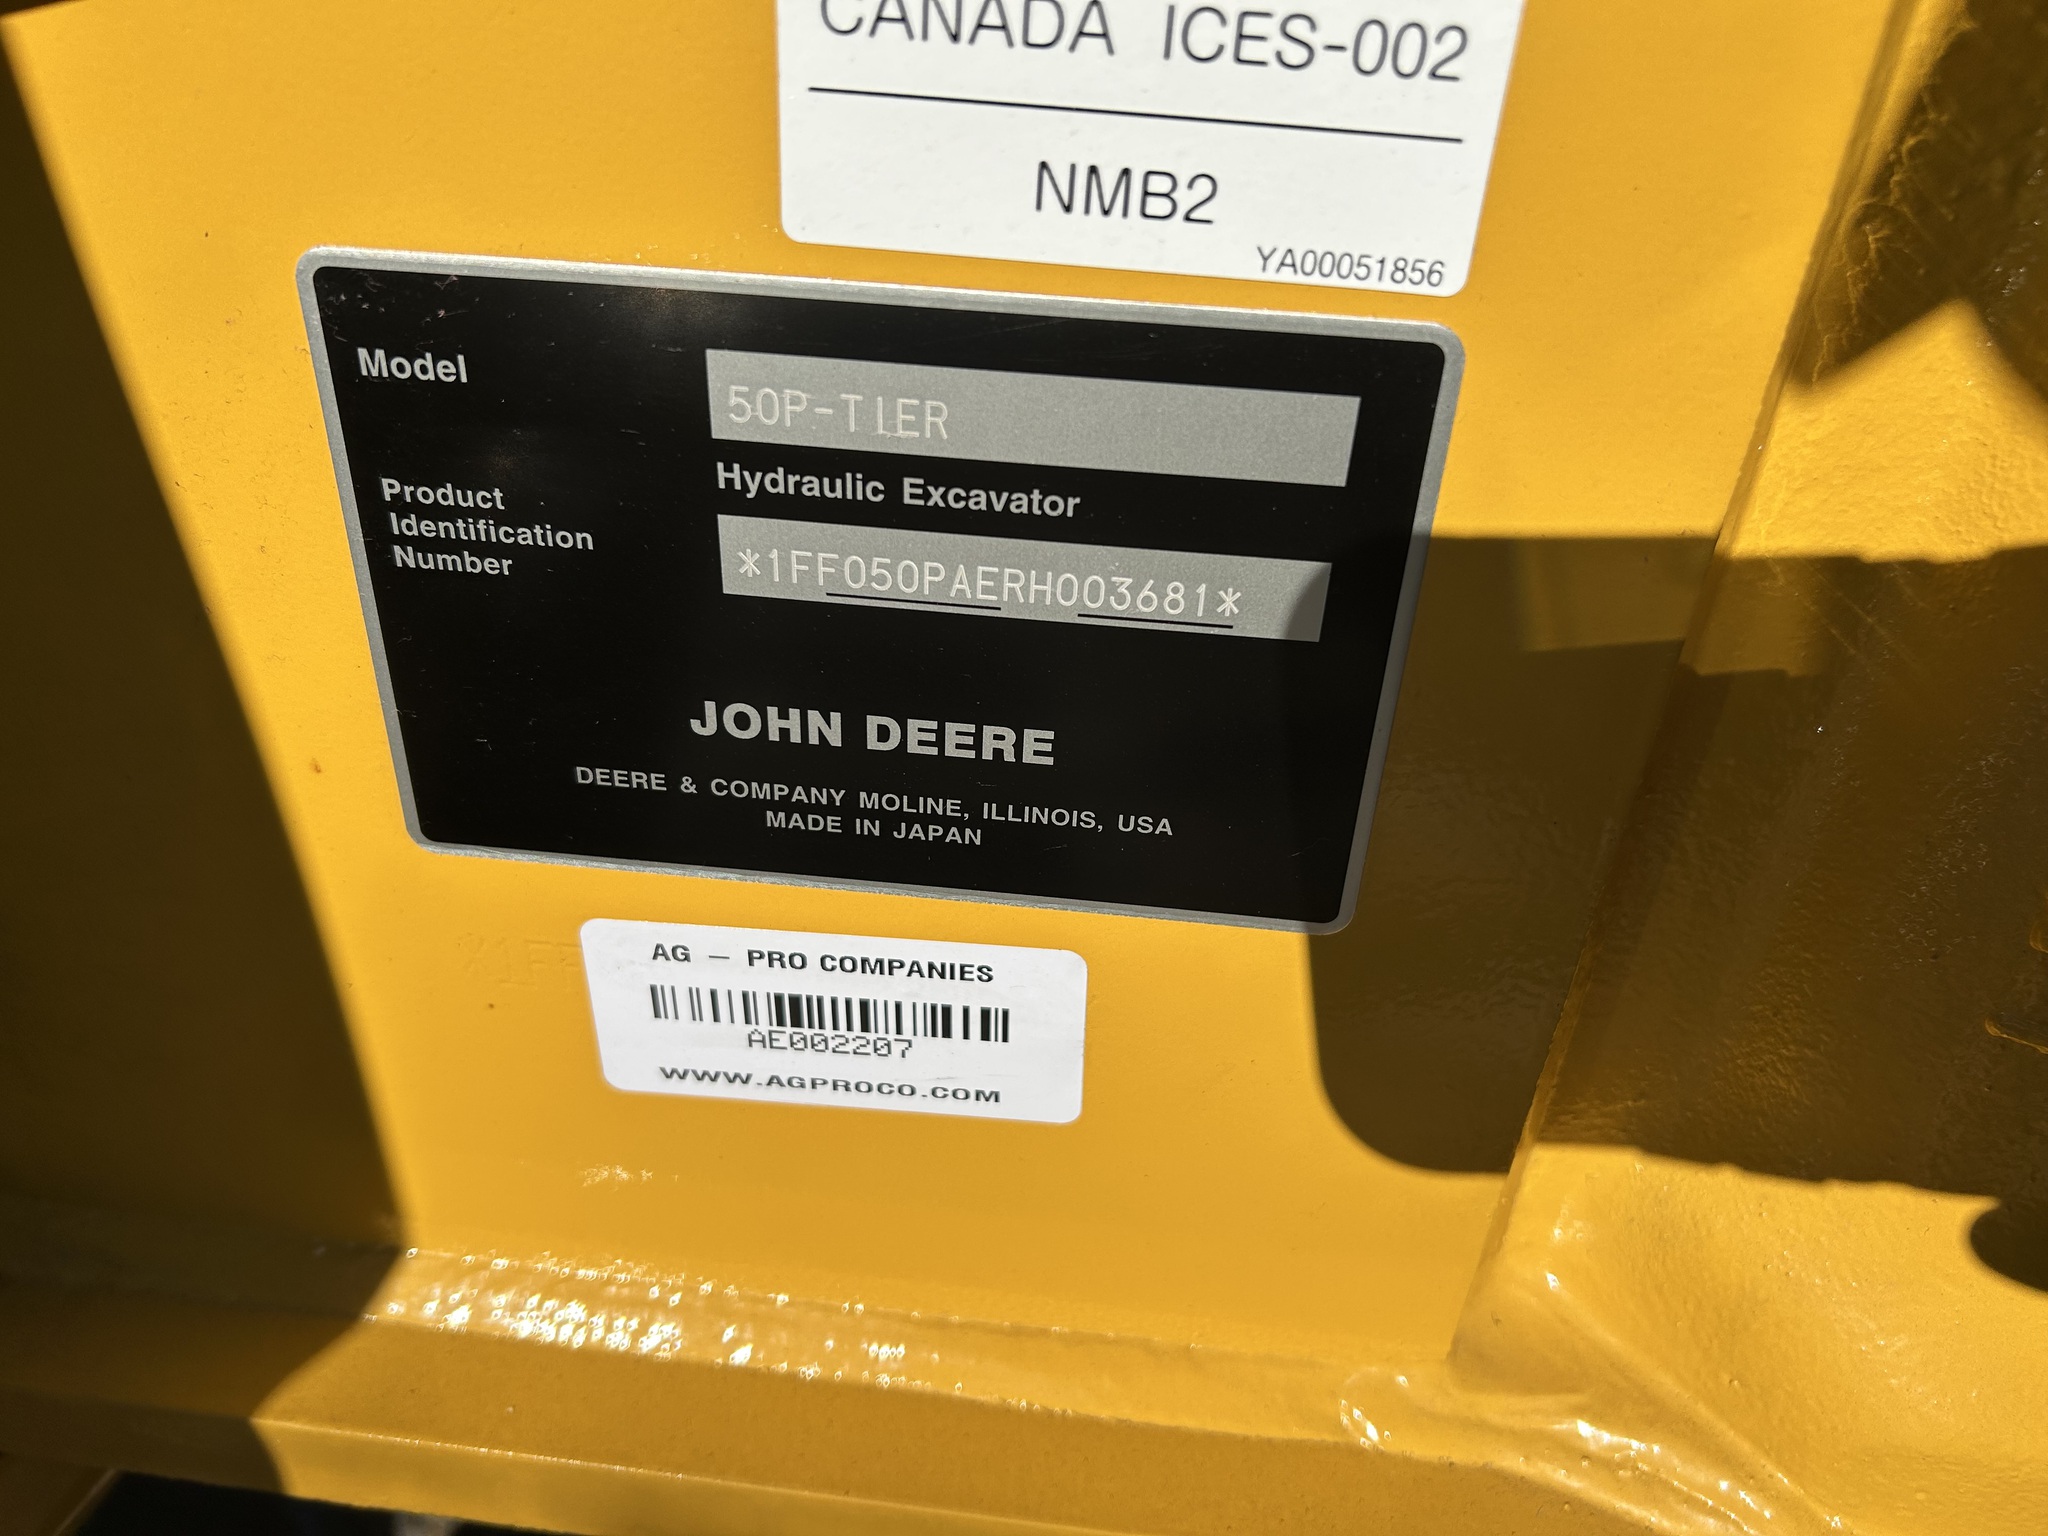 CANADA ICES-002
NMB2
YA00051856
Model
50P-TIER
Hydraulic Excavator
Product
Identification
Number
*1FF050PAERH003681*
JOHN DEERE
DEERE & COMPANY MOLINE, ILLINOIS, USA
MADE IN JAPAN
AG — PRO COMPANIES
AE002207
WWW.AGPROCO.COM